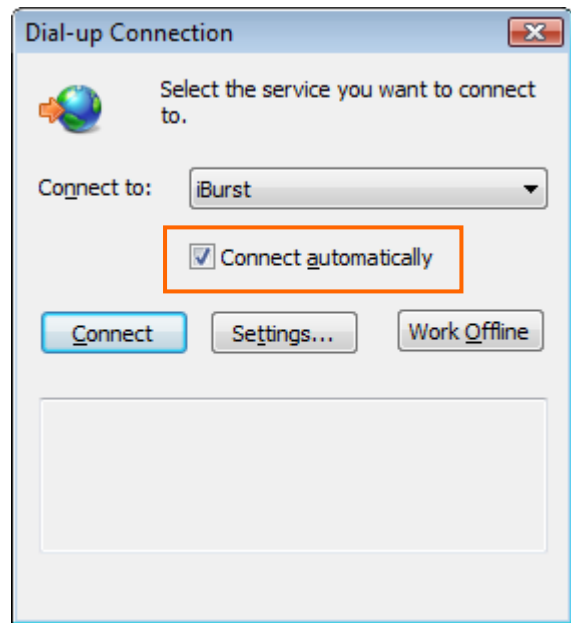 Dial-up Connection
Select the service you want to connect
to.
Connect to:
iBurst
Connect automatically
Connect
Settings...
Work Offline